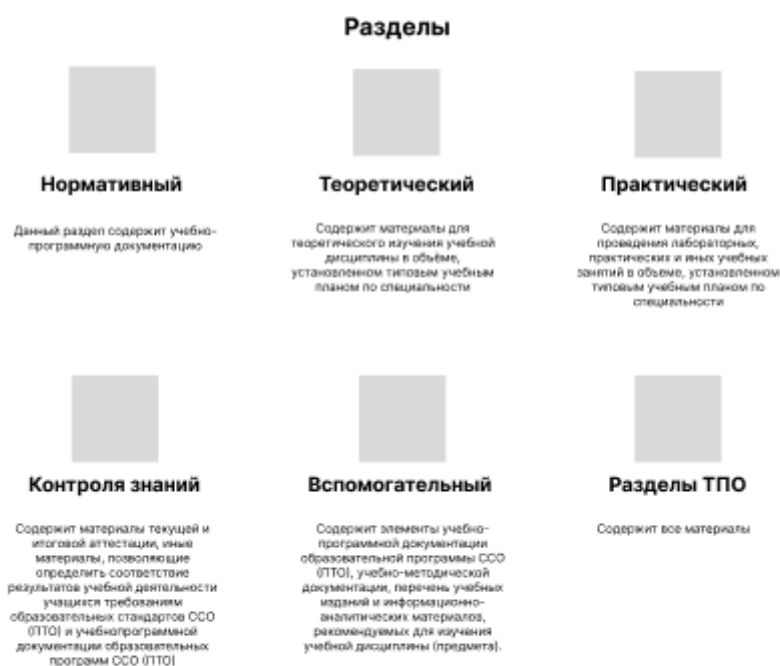 Разделы
Нормативный
Данный раздел содержит учебно-
программную документацию
Теоретический
Содержит материалы для
теоретического изучения учебной
дисциплины в объёме,
установленном типовым учебным
планом по специальности
Практический
Содержит материалы для
проведения лабораторных,
практических и иных учебных
занятий в объеме, установленном
типовым учебным планом по
специальности
Контроля знаний
Содержит материалы текущей и
итоговой аттестации, иные
материалы, позволяющие
определить соответствие
результатов учебной деятельности
учащихся требованиям
образовательных стандартов ССО
(ПТО) и учебнопрограммной
документации образовательных
программ ССО (ПТО)
Вспомогательный
Содержит элементы учебно-
программной документации
образовательной программы ССО
(ПТО), учебно-методической
документации, перечень учебных
изданий и информационно-
аналитических материалов,
рекомендуемых для изучения
учебной дисциплины (предмета).
Разделы ТПО
Содержит все материалы